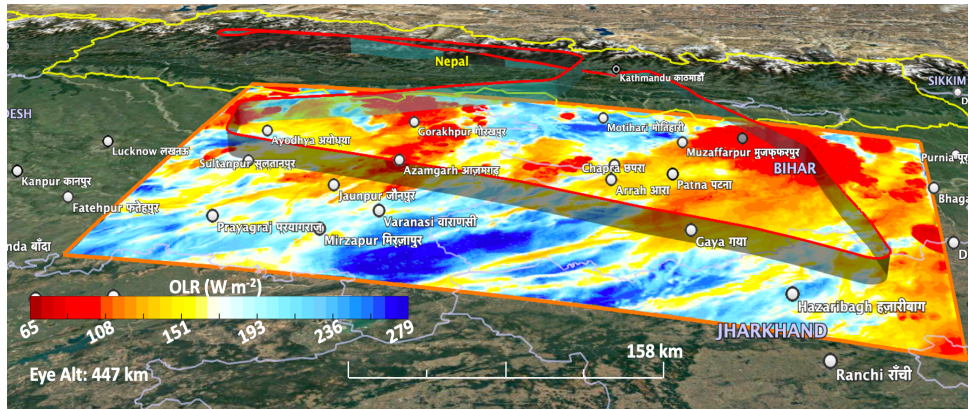 Nepal
Kathmandu काठमाडौँ
SIKKIM
DESH
Lucknow लखनऊ
Ayodhya अयोध्या
Gorakhpur गोरखपुर
Motihari मोतिहारी
Muzaffarpur मुजफ्फरपुर
Purnia
Sultanpur सुलतानपुर
Azamgarh आज़मगढ़
Chapra छपरा
BIHAR
Kanpur कानपुर
Jaunpur जौनपुर
Arrah आरा
Patna पटना
Fatehpur फतेहपुर
Varanasi वाराणसी
Bhaga
Prayagraj प्रयागराज
Mirzapur मिर्ज़ापुर
Gaya गया
nda बाँदा
D
OLR (W m-2)
65 108 151 193 236 279
Hazaribagh हज़ारीबाग
JHARKHAND
158 km
Eye Alt: 447 km
Ranchi राँची